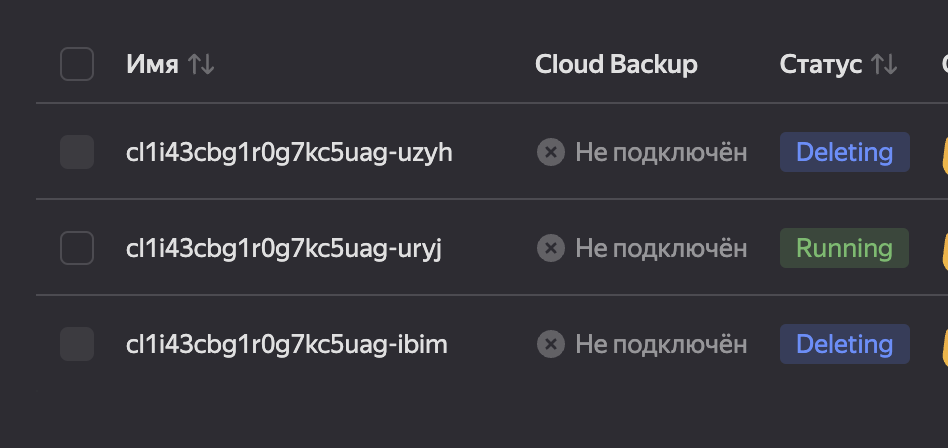 Имя Cloud Backup Статус
cl1i43cbg1r0g7kc5uag-uzyh Не подключён Deleting
cl1i43cbg1r0g7kc5uag-uryj Не подключён Running
cl1i43cbg1r0g7kc5uag-ibim Не подключён Deleting